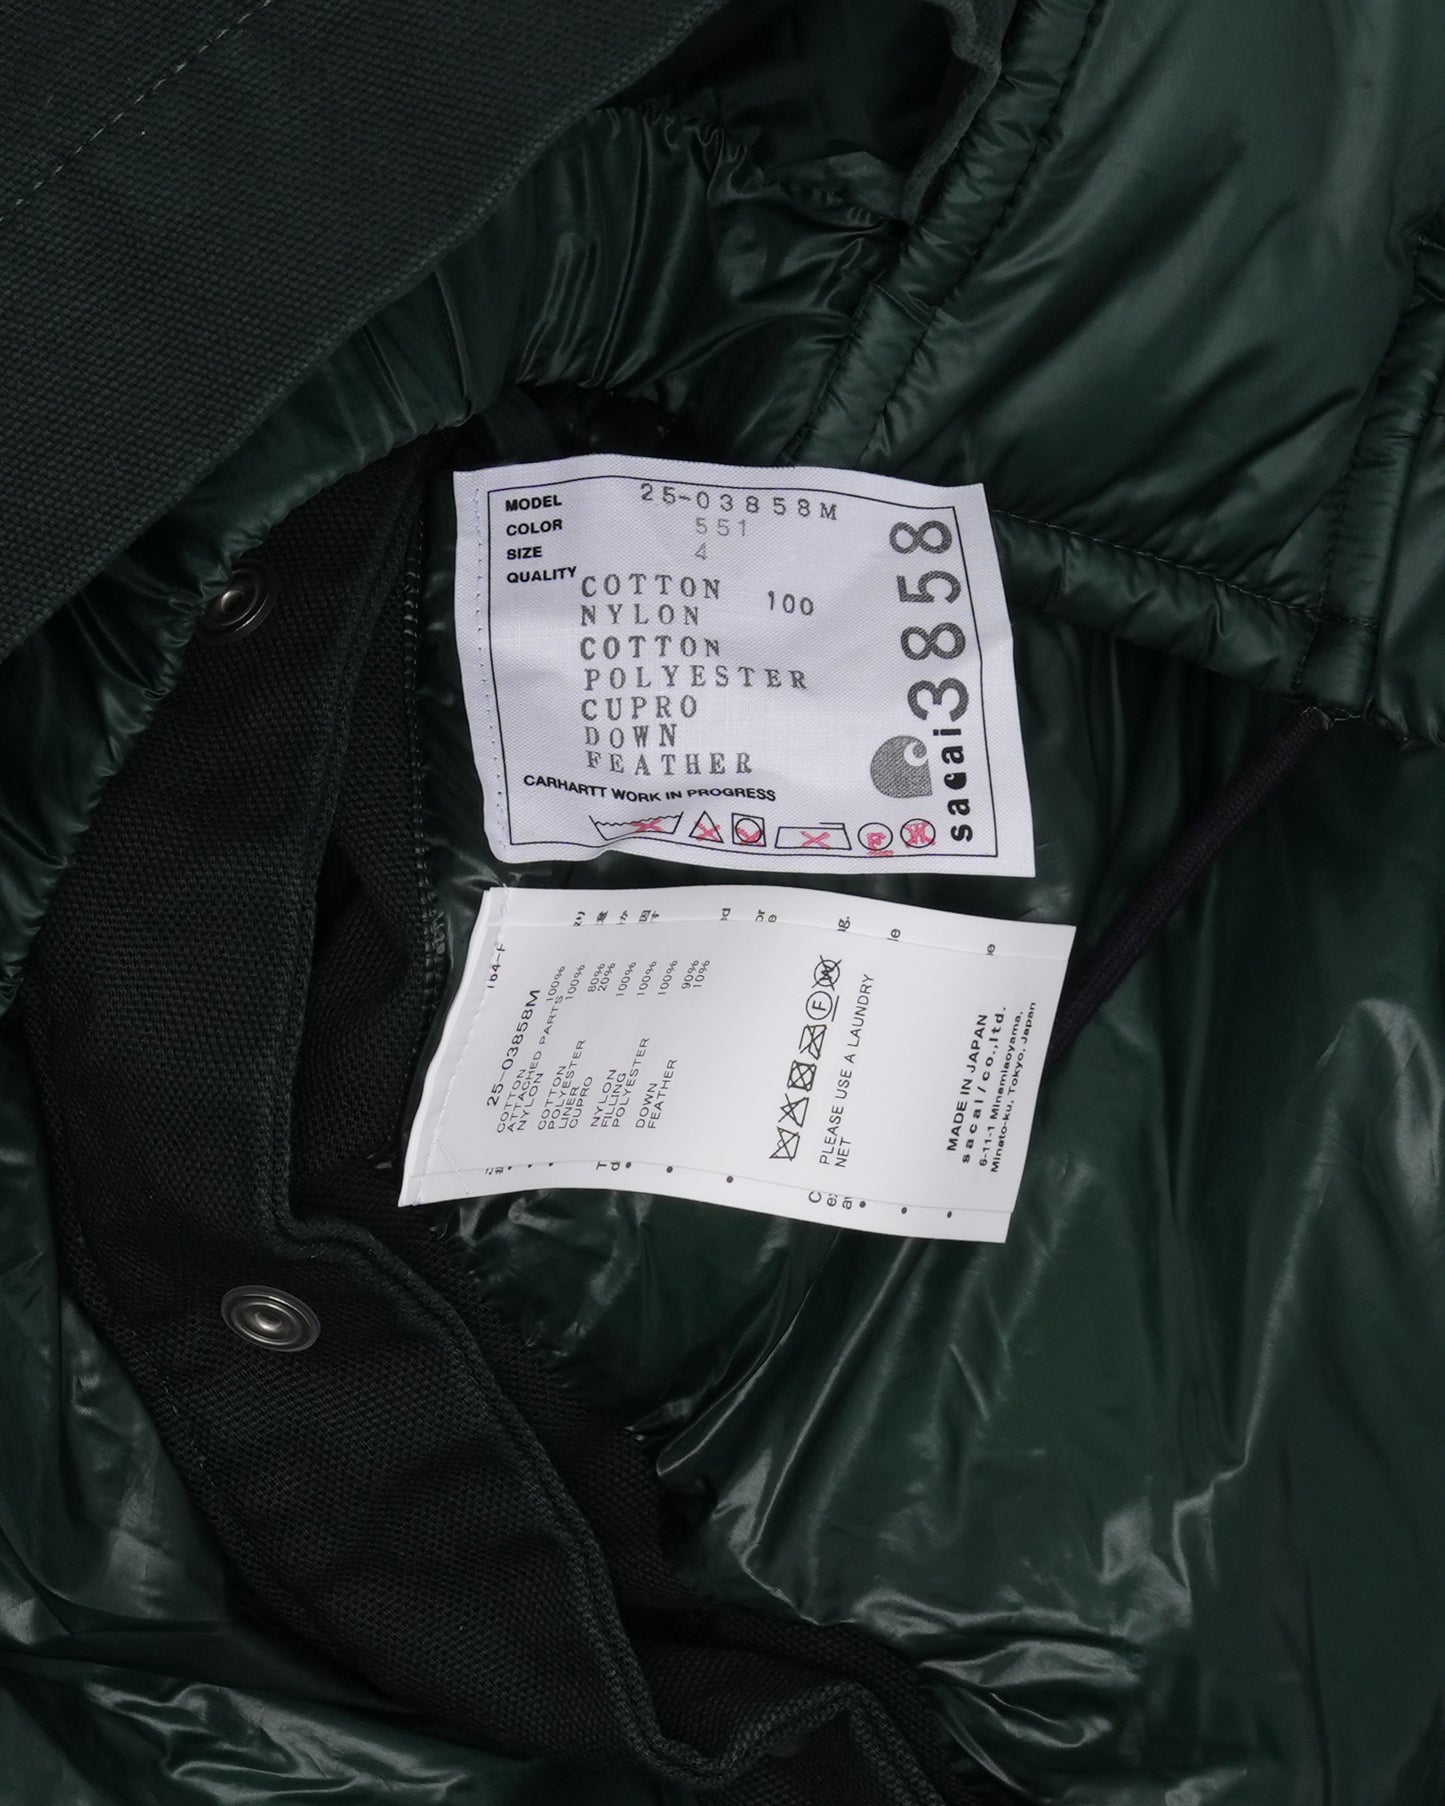 MODEL 25-03858M
COLOR 551
SIZE 4
QUALITY COTTON 100
NYLON
COTTON
POLYESTER
CUPRO
DOWN
FEATHER
CARHARTT WORK IN PROGRESS
sacai 3858
164-F
25-03858M
COTTON 100%
ATTACHED PARTS
NYLON 100%
COTTON 80%
POLYESTER 20%
LINER
CUPRO 100%
NYLON 100%
FILLING
POLYESTER 100%
DOWN 90%
FEATHER 10%
F
W
PLEASE USE A LAUNDRY
NET
MADE IN JAPAN
sacai/co.,ltd.
6-11-1 Minamiaoyama,
Minato-ku, Tokyo, Japan